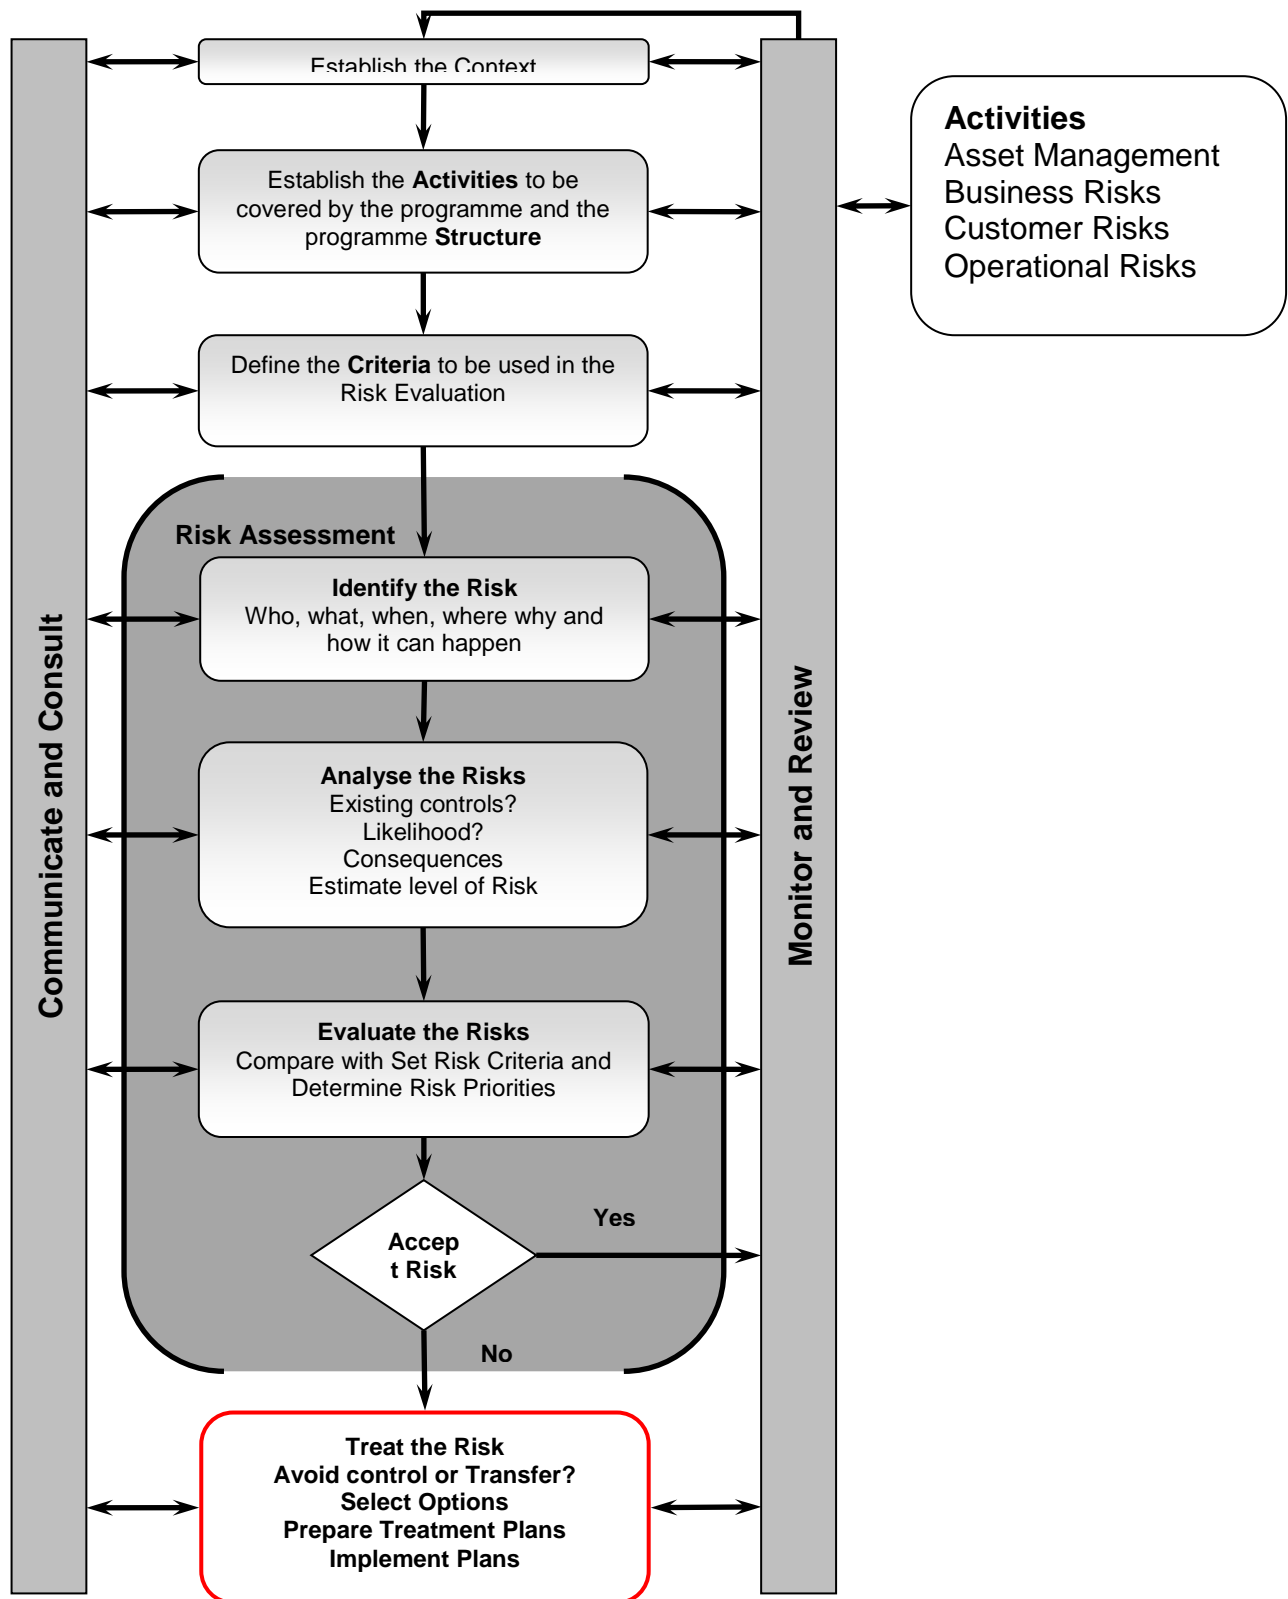 Establish the Context
Establish the Activities to be
covered by the programme and the
programme Structure
Define the Criteria to be used in the
Risk Evaluation
Risk Assessment
Identify the Risk
Who, what, when, where why and
how it can happen
Analyse the Risks
Existing controls?
Likelihood?
Consequences
Estimate level of Risk
Evaluate the Risks
Compare with Set Risk Criteria and
Determine Risk Priorities
Accep
t Risk
Yes
No
Treat the Risk
Avoid control or Transfer?
Select Options
Prepare Treatment Plans
Implement Plans
Communicate and Consult
Monitor and Review
Activities
Asset Management
Business Risks
Customer Risks
Operational Risks